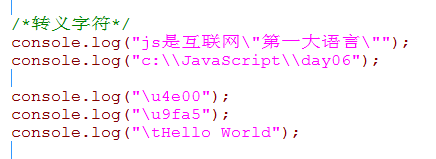 /*转义字符*/
console.log("js是互联网\"第一大语言\"");
console.log("c:\\JavaScript\\day06");
console.log("\u4e00");
console.log("\u9fa5");
console.log("\tHello World");